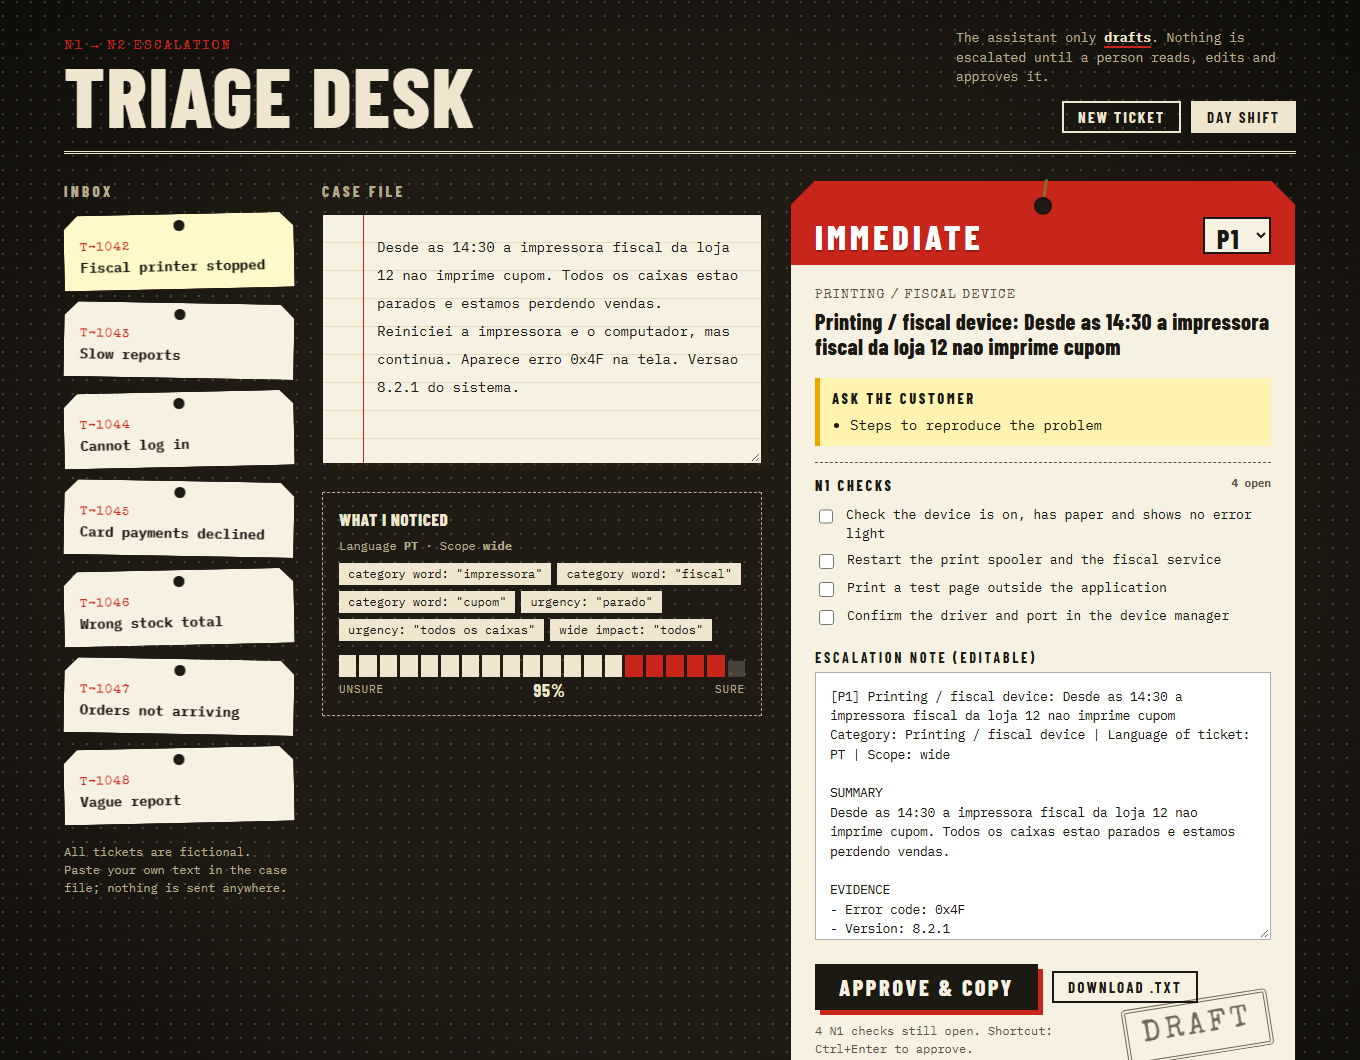 N1 → N2 ESCALATION
TRIAGE DESK
The assistant only drafts. Nothing is
escalated until a person reads, edits and
approves it.
NEW TICKET
DAY SHIFT
INBOX
T-1042
Fiscal printer stopped
T-1043
Slow reports
T-1044
Cannot log in
T-1045
Card payments declined
T-1046
Wrong stock total
T-1047
Orders not arriving
T-1048
Vague report
All tickets are fictional.
Paste your own text in the case
file; nothing is sent anywhere.
CASE FILE
Desde as 14:30 a impressora fiscal da loja
12 nao imprime cupom. Todos os caixas estao
parados e estamos perdendo vendas.
Reiniciei a impressora e o computador, mas
continua. Aparece erro 0x4F na tela. Versao
8.2.1 do sistema.
WHAT I NOTICED
Language PT · Scope wide
category word: "impressora"
category word: "fiscal"
category word: "cupom"
urgency: "parado"
urgency: "todos os caixas"
wide impact: "todos"
UNSURE
95%
SURE
IMMEDIATE
P1
PRINTING / FISCAL DEVICE
Printing / fiscal device: Desde as 14:30 a impressora
fiscal da loja 12 nao imprime cupom
ASK THE CUSTOMER
• Steps to reproduce the problem
N1 CHECKS
4 open
Check the device is on, has paper and shows no error
light
Restart the print spooler and the fiscal service
Print a test page outside the application
Confirm the driver and port in the device manager
ESCALATION NOTE (EDITABLE)
[P1] Printing / fiscal device: Desde as 14:30 a
impressora fiscal da loja 12 nao imprime cupom
Category: Printing / fiscal device | Language of ticket:
PT | Scope: wide
SUMMARY
Desde as 14:30 a impressora fiscal da loja 12 nao
imprime cupom. Todos os caixas estao parados e estamos
perdendo vendas.
EVIDENCE
- Error code: 0x4F
- Version: 8.2.1
APPROVE & COPY
DOWNLOAD .TXT
4 N1 checks still open. Shortcut:
Ctrl+Enter to approve.
DRAFT